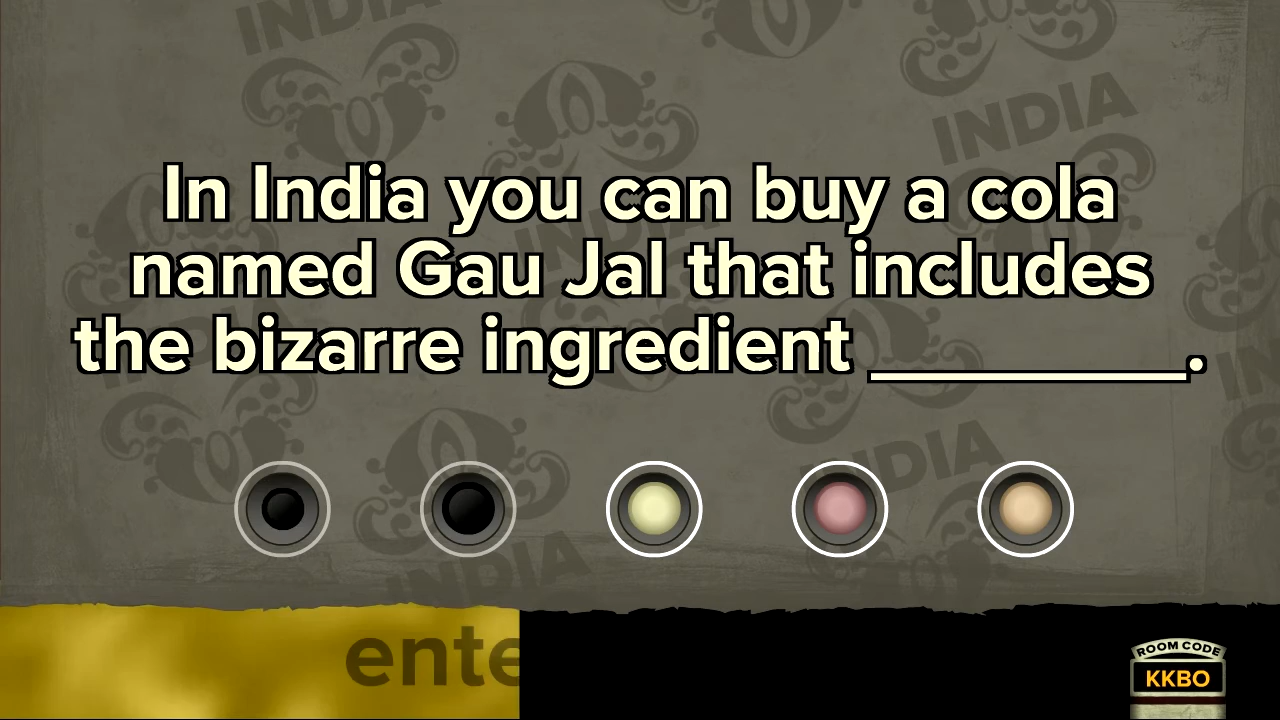 INDIA
INDIA
In India you can buy a cola
named Gau Jal that includes
the bizarre ingredient ________.
INDIA
INDIA
ente
ROOM CODE
KKBO